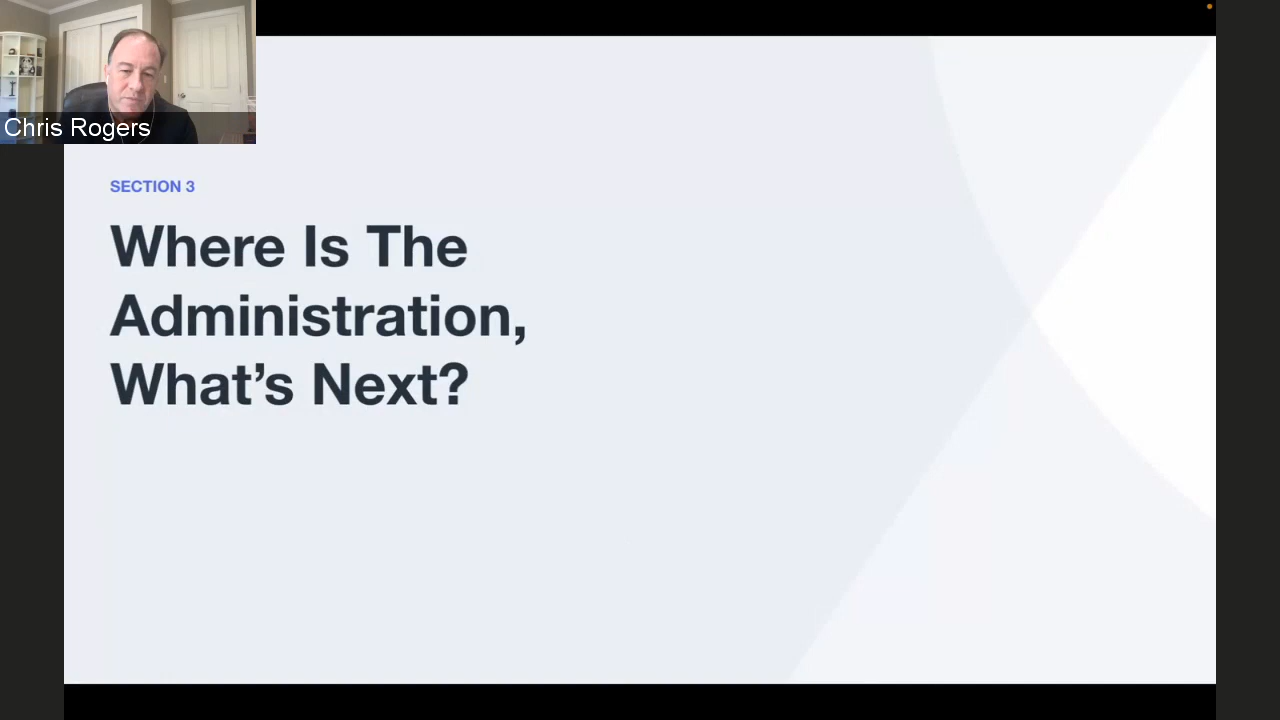 Chris Rogers
SECTION 3
Where Is The
Administration,
What’s Next?